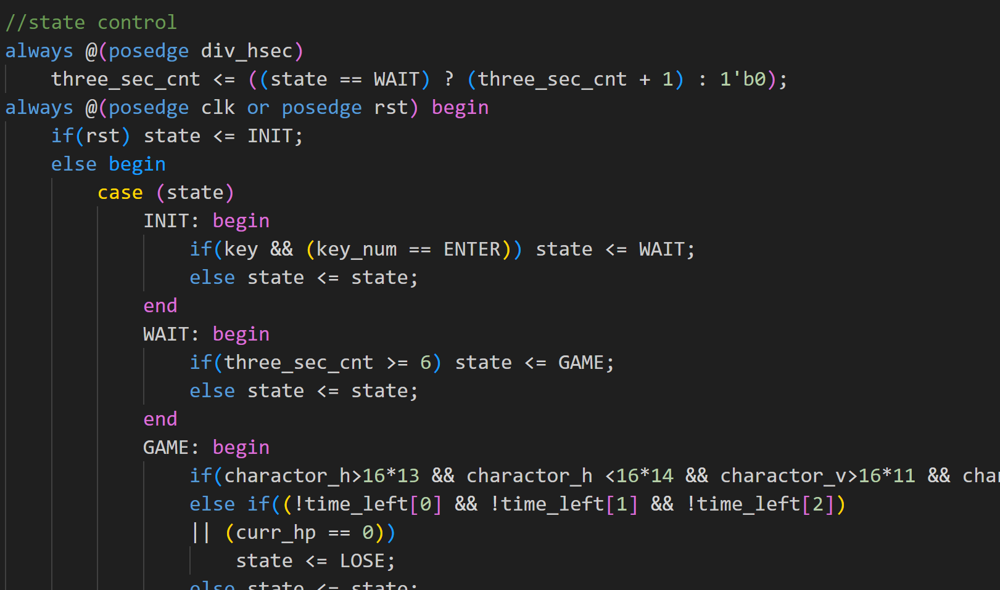 //state control
always @(posedge div_hsec)
three_sec_cnt <= ((state == WAIT) ? (three_sec_cnt + 1) : 1'b0);
always @(posedge clk or posedge rst) begin
if(rst) state <= INIT;
else begin
case (state)
INIT: begin
if(key && (key_num == ENTER)) state <= WAIT;
else state <= state;
end
WAIT: begin
if(three_sec_cnt >= 6) state <= GAME;
else state <= state;
end
GAME: begin
if(charactor_h>16*13 && charactor_h <16*14 && charactor_v>16*11 &&
else if((!time_left[0] && !time_left[1] && !time_left[2])
|| (curr_hp == 0))
state <= LOSE;
else state <= state;